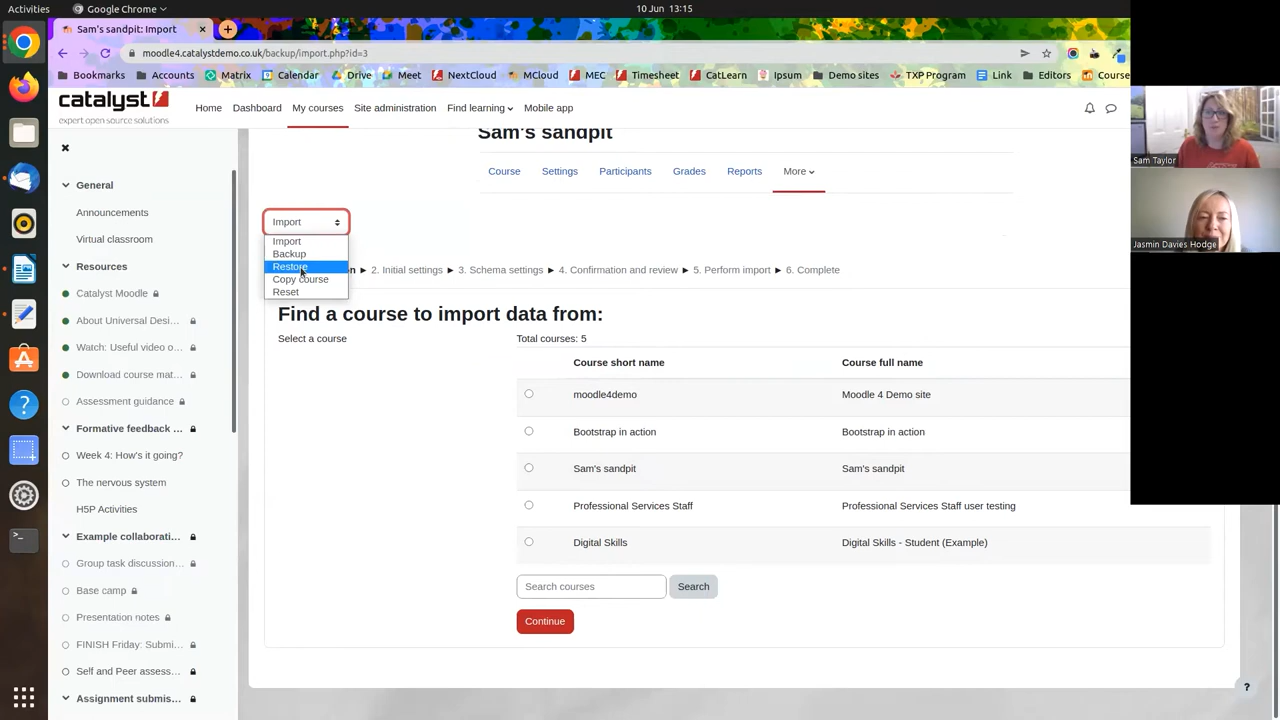 Activities
Google Chrome
10 Jun 13:15
Sam's sandpit: Import
moodle4.catalystdemo.co.uk/backup/import.php?id=3
Bookmarks
Accounts
Matrix
Calendar
Drive
Meet
NextCloud
MCloud
MEC
Timesheet
CatLearn
Ipsum
Demo sites
TXP Program
Link
Editors
Course
catalyst
expert open source solutions
Home
Dashboard
My courses
Site administration
Find learning
Mobile app
Sam's sandpit
Course
Settings
Participants
Grades
Reports
More
Import
Import
Backup
Restore
Copy course
Reset
2. Initial settings
3. Schema settings
4. Confirmation and review
5. Perform import
6. Complete
Find a course to import data from:
Select a course
Total courses: 5
Course short name
Course full name
moodle4demo
Moodle 4 Demo site
Bootstrap in action
Bootstrap in action
Sam's sandpit
Sam's sandpit
Professional Services Staff
Professional Services Staff user testing
Digital Skills
Digital Skills - Student (Example)
Search courses
Search
Continue
General
Announcements
Virtual classroom
Resources
Catalyst Moodle
About Universal Desi...
Watch: Useful video o...
Download course mat...
Assessment guidance
Formative feedback ...
Week 4: How's it going?
The nervous system
H5P Activities
Example collaborati...
Group task discussion...
Base camp
Presentation notes
FINISH Friday: Submi...
Self and Peer assess...
Assignment submis...
Sam Taylor
Jasmin Davies Hodge
?